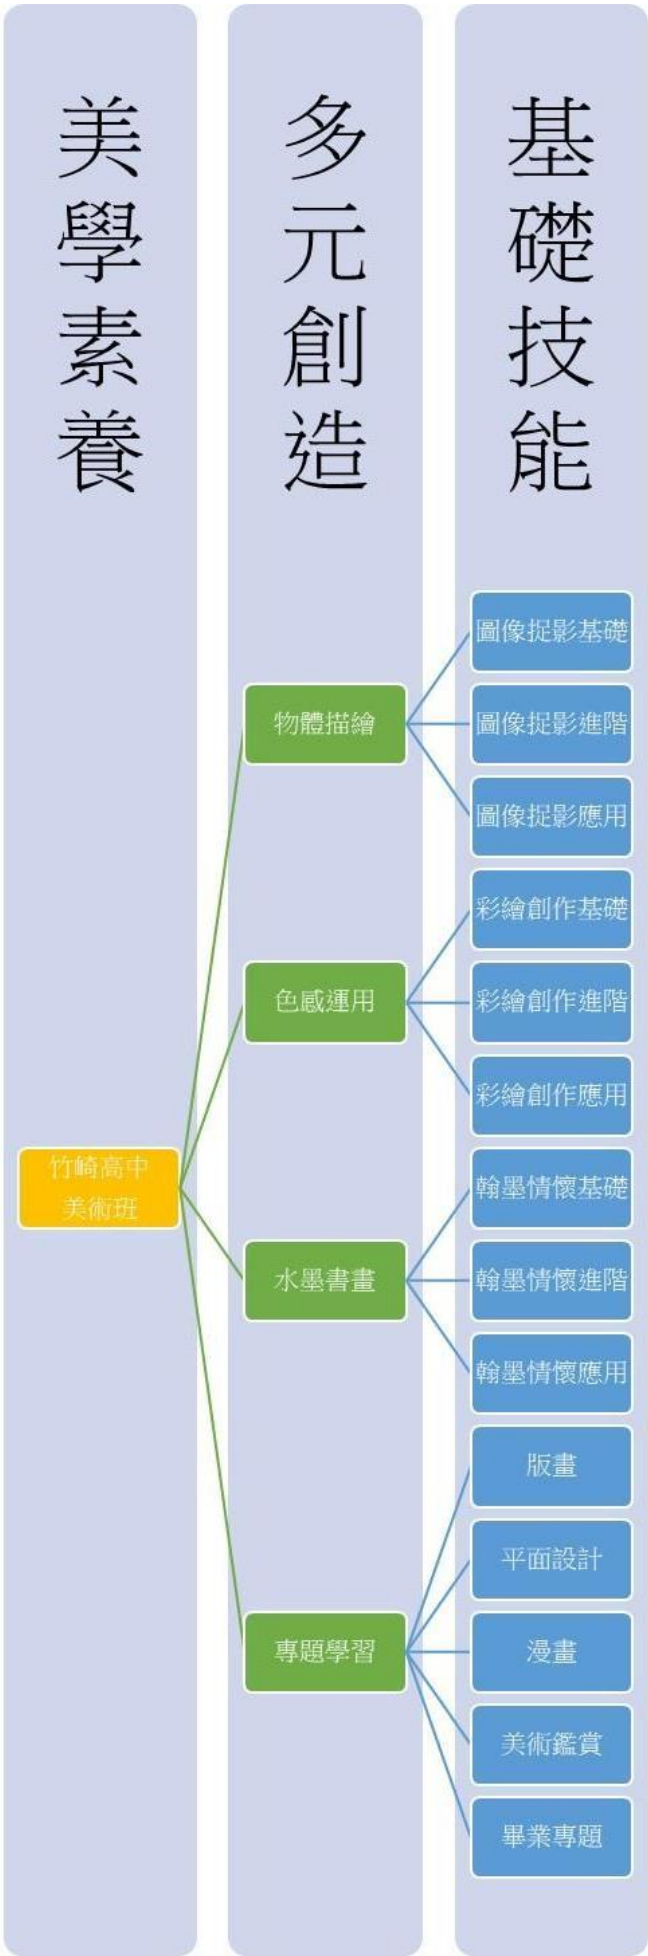 美學素養
多元創造
基礎技能
竹崎高中
美術班
物體描繪
圖像捉影基礎
圖像捉影進階
圖像捉影應用
色感運用
彩繪創作基礎
彩繪創作進階
彩繪創作應用
水墨書畫
翰墨情懷基礎
翰墨情懷進階
翰墨情懷應用
專題學習
版畫
平面設計
漫畫
美術鑑賞
畢業專題